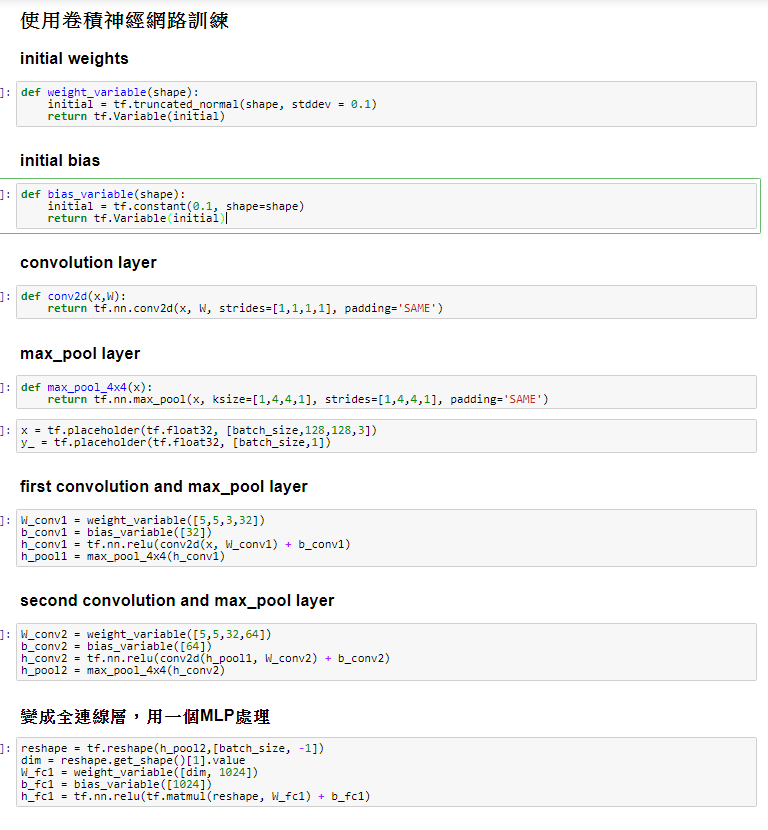 使用卷積神經網路訓練
initial weights
]: def weight_variable(shape):
    initial = tf.truncated_normal(shape, stddev = 0.1)
    return tf.Variable(initial)
initial bias
]: def bias_variable(shape):
    initial = tf.constant(0.1, shape=shape)
    return tf.Variable(initial)
convolution layer
]: def conv2d(x,W):
    return tf.nn.conv2d(x, W, strides=[1,1,1,1], padding='SAME')
max_pool layer
]: def max_pool_4x4(x):
    return tf.nn.max_pool(x, ksize=[1,4,4,1], strides=[1,4,4,1], padding='SAME')
]: x = tf.placeholder(tf.float32, [batch_size,128,128,3])
y_ = tf.placeholder(tf.float32, [batch_size,1])
first convolution and max_pool layer
]: W_conv1 = weight_variable([5,5,3,32])
b_conv1 = bias_variable([32])
h_conv1 = tf.nn.relu(conv2d(x, W_conv1) + b_conv1)
h_pool1 = max_pool_4x4(h_conv1)
second convolution and max_pool layer
]: W_conv2 = weight_variable([5,5,32,64])
b_conv2 = bias_variable([64])
h_conv2 = tf.nn.relu(conv2d(h_pool1, W_conv2) + b_conv2)
h_pool2 = max_pool_4x4(h_conv2)
變成全連線層，用一個MLP處理
]: reshape = tf.reshape(h_pool2,[batch_size, -1])
dim = reshape.get_shape()[1].value
W_fc1 = weight_variable([dim, 1024])
b_fc1 = bias_variable([1024])
h_fc1 = tf.nn.relu(tf.matmul(reshape, W_fc1) + b_fc1)